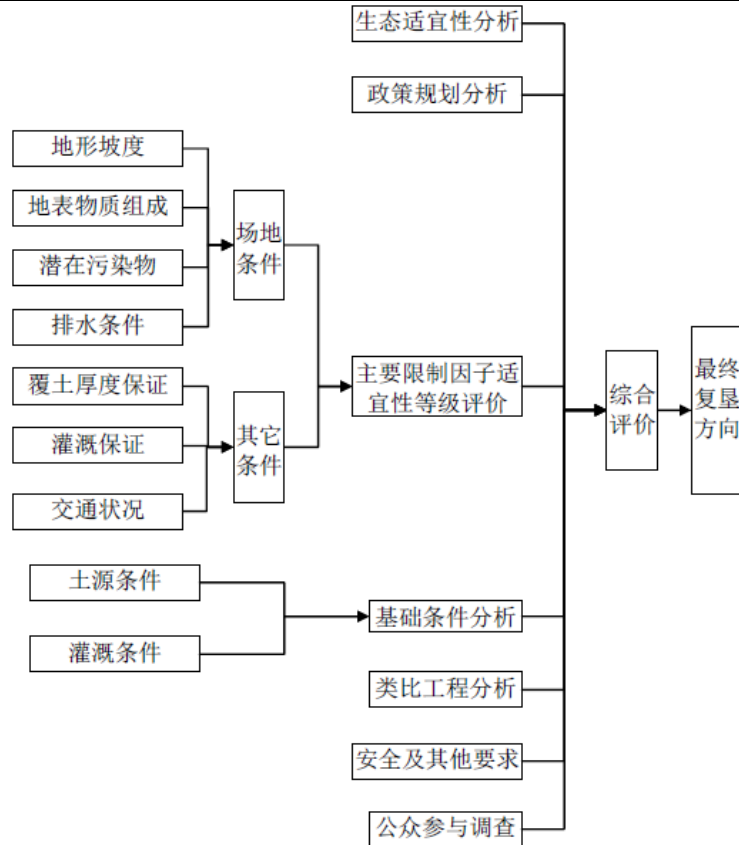 生态适宜性分析
政策规划分析
地形坡度
地表物质组成
潜在污染物
排水条件
场地
条件
覆土厚度保证
灌溉保证
交通状况
其它
条件
主要限制因子适
宜性等级评价
综合
评价
最终
复垦
方向
土源条件
灌溉条件
基础条件分析
类比工程分析
安全及其他要求
公众参与调查